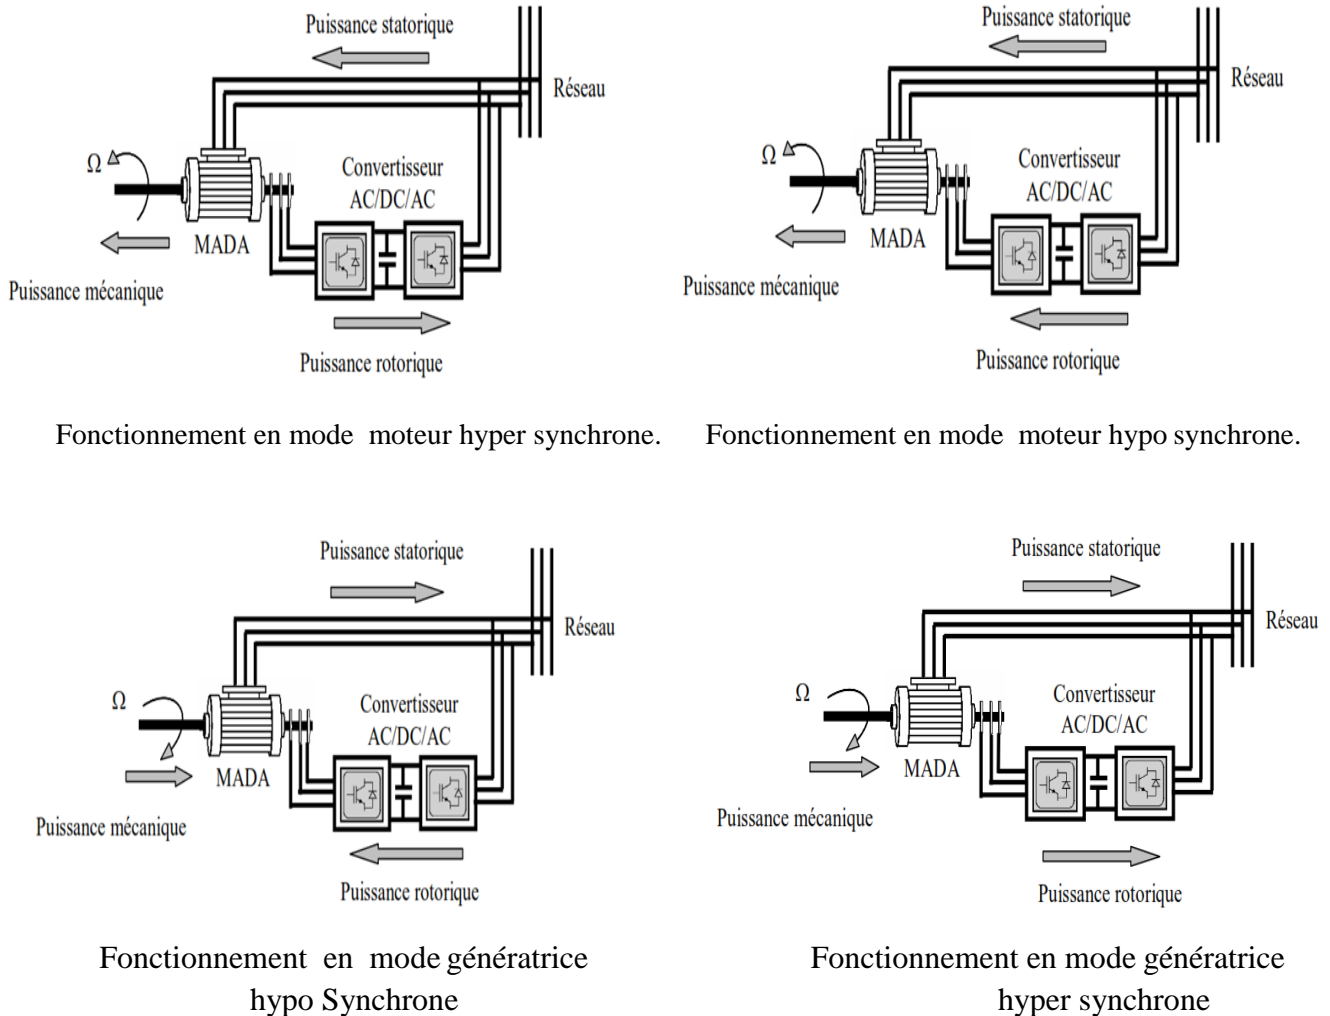 Puissance statorique
Réseau
Ω
Convertisseur
AC/DC/AC
MADA
Puissance mécanique
Puissance rotorique
Fonctionnement en mode moteur hyper synchrone.
Puissance statorique
Réseau
Ω
Convertisseur
AC/DC/AC
MADA
Puissance mécanique
Puissance rotorique
Fonctionnement en mode moteur hypo synchrone.
Puissance statorique
Réseau
Ω
Convertisseur
AC/DC/AC
MADA
Puissance mécanique
Puissance rotorique
Fonctionnement en mode génératrice
hypo Synchrone
Puissance statorique
Réseau
Ω
Convertisseur
AC/DC/AC
MADA
Puissance mécanique
Puissance rotorique
Fonctionnement en mode génératrice
hyper synchrone